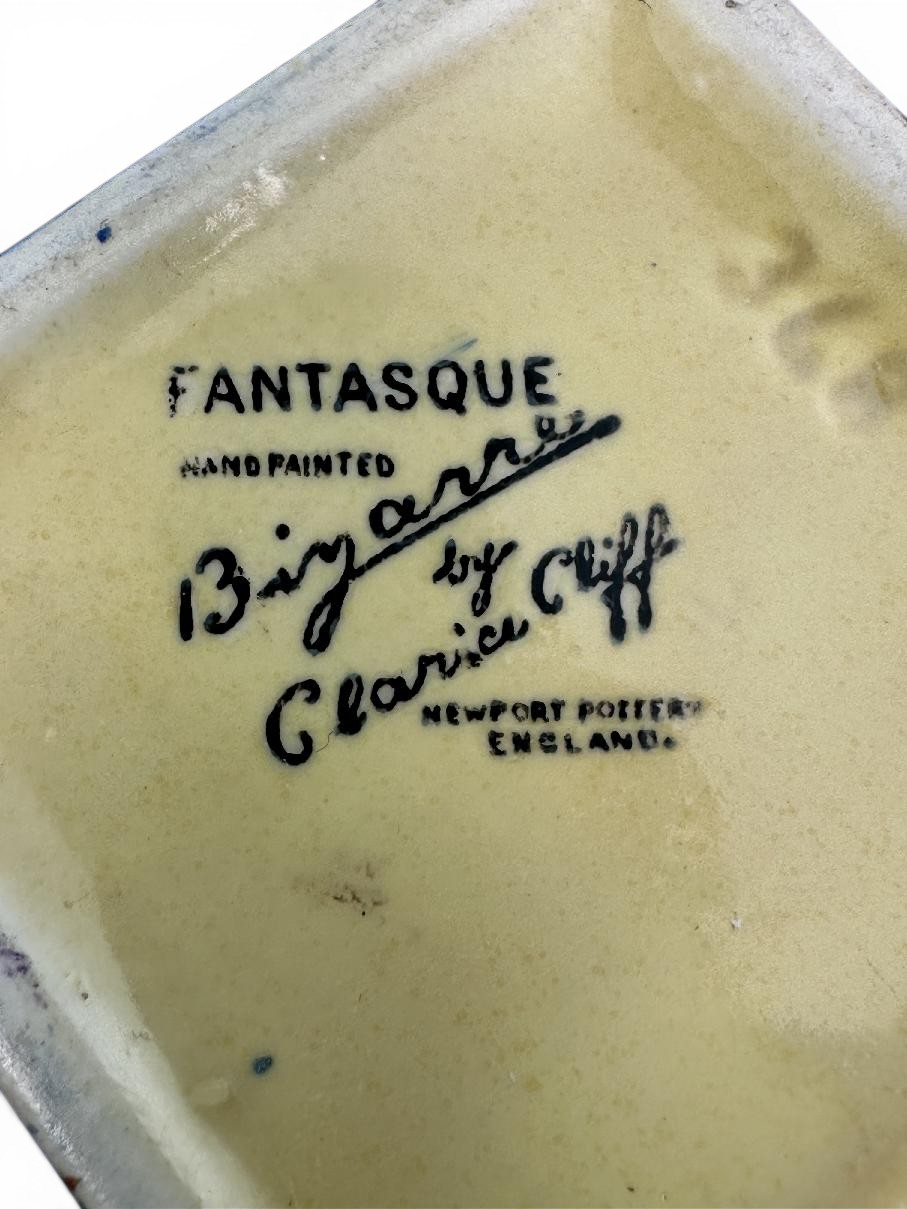 FANTASQUE
HAND PAINTED
Bizarre
by
Clarice Cliff
NEWPORT POTTERY
ENGLAND.